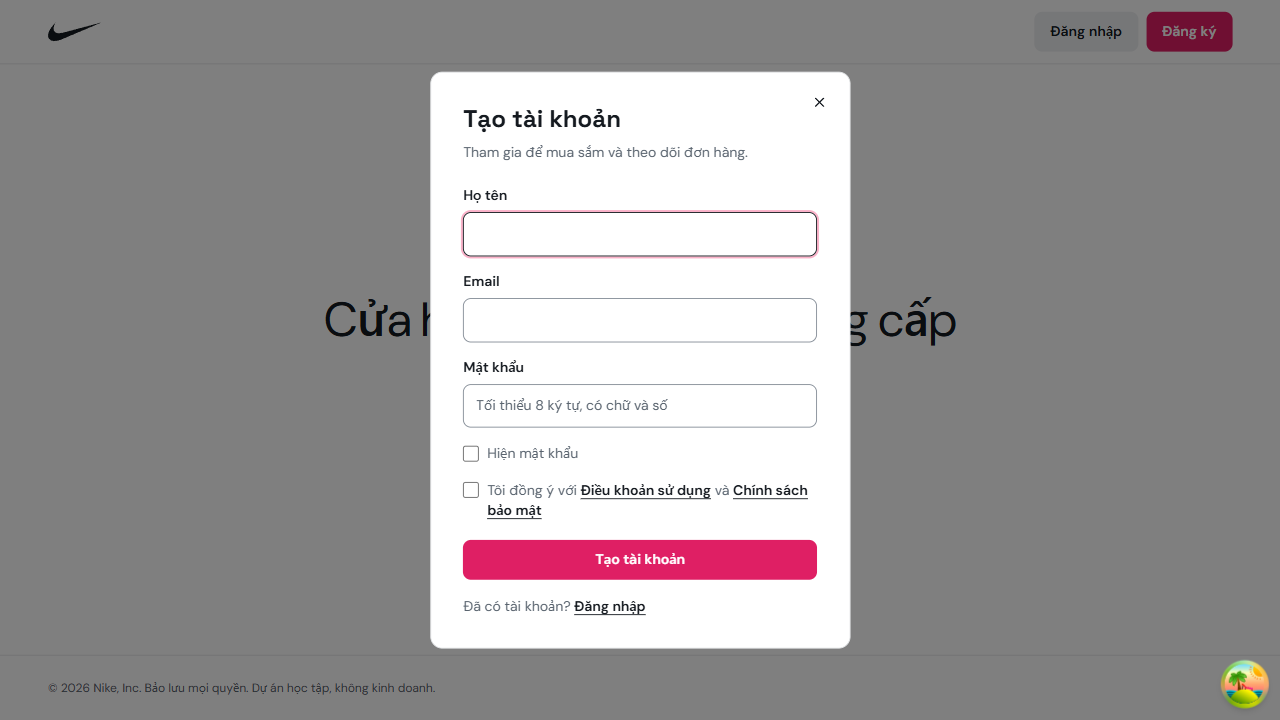 Đăng nhập
Đăng ký
Tạo tài khoản
Tham gia để mua sắm và theo dõi đơn hàng.
Họ tên
Email
Cửa h
g cấp
Mật khẩu
Tối thiểu 8 ký tự, có chữ và số
Hiện mật khẩu
Tôi đồng ý với Điều khoản sử dụng và Chính sách
bảo mật
Tạo tài khoản
Đã có tài khoản? Đăng nhập
© 2026 Nike, Inc. Bảo lưu mọi quyền. Dự án học tập, không kinh doanh.